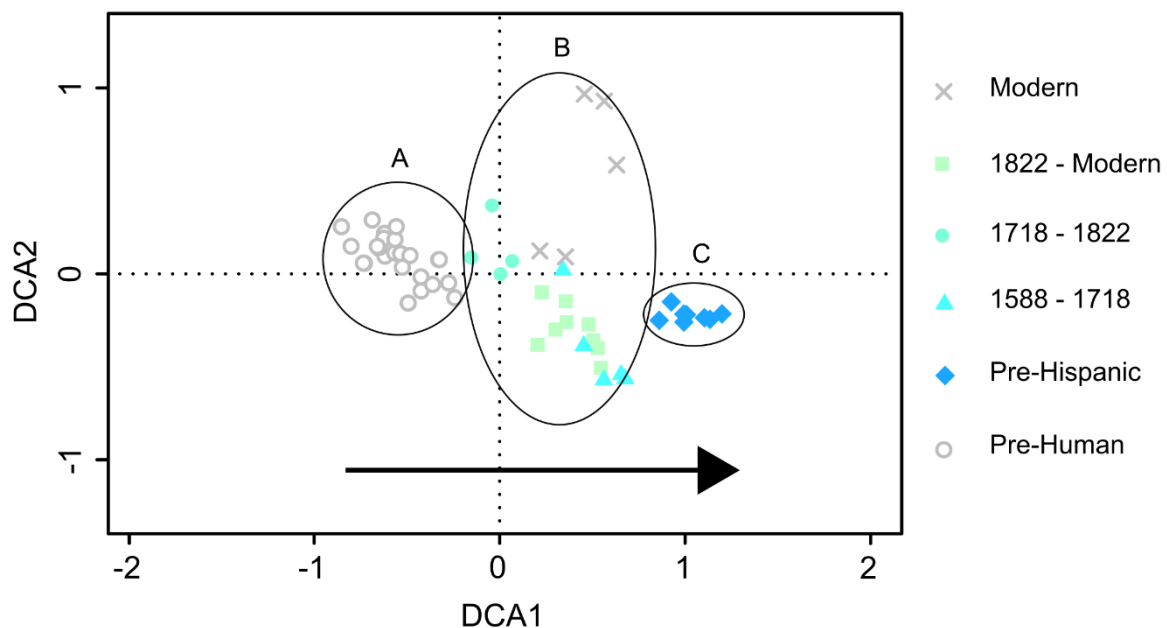 B
A
C
1
0
-1
DCA2
-2
-1
0
1
2
DCA1
Modern
1822 - Modern
1718 - 1822
1588 - 1718
Pre-Hispanic
Pre-Human